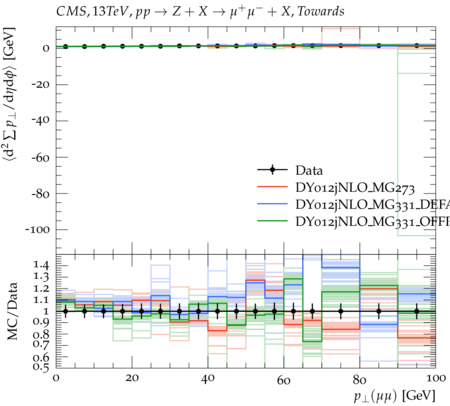 CMS, 13TeV, pp → Z + X → μ⁺μ⁻ + X, Towards
⟨d² ∑ p⊥/dηdϕ⟩ [GeV]
0
-20
-40
-60
-80
-100
Data
DY012jNLO_MG273
DY012jNLO_MG331_DEFA
DY012jNLO_MG331_OFFF
MC/Data
1.4
1.3
1.2
1.1
1
0.9
0.8
0.7
0.6
0.5
0 20 40 60 80 100
p⊥(μμ) [GeV]